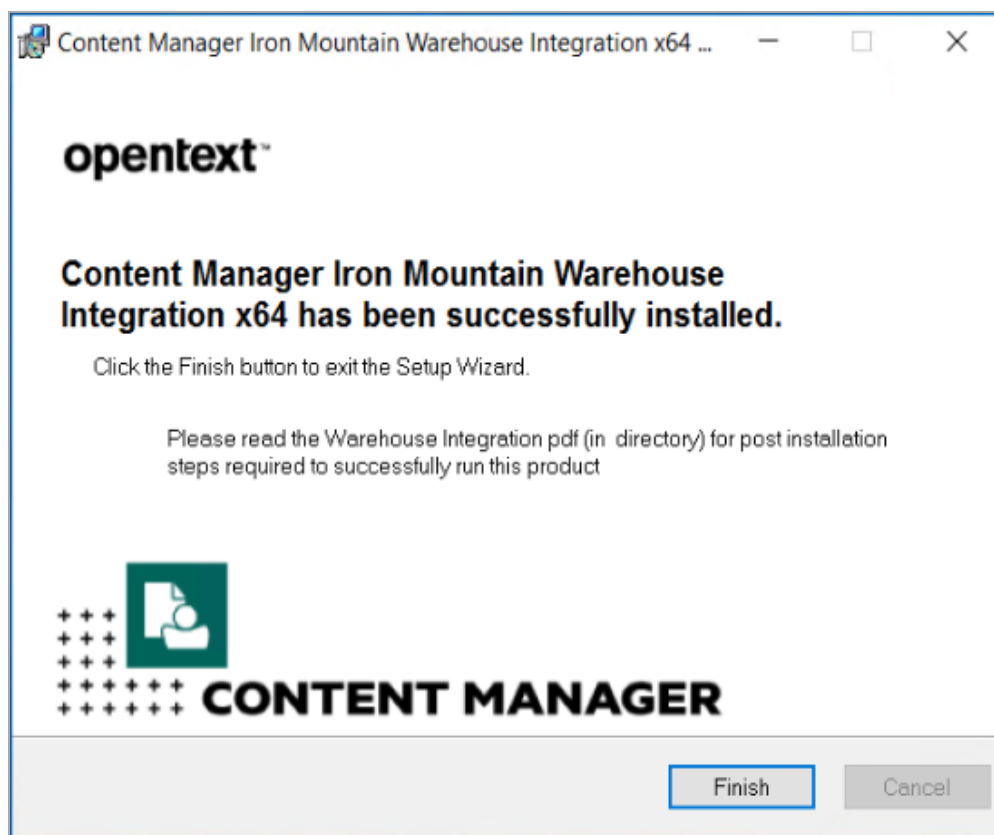 Content Manager Iron Mountain Warehouse Integration x64 ...
opentext™
Content Manager Iron Mountain Warehouse
Integration x64 has been successfully installed.
Click the Finish button to exit the Setup Wizard.
Please read the Warehouse Integration pdf (in  directory) for post installation
steps required to successfully run this product
CONTENT MANAGER
Finish
Cancel